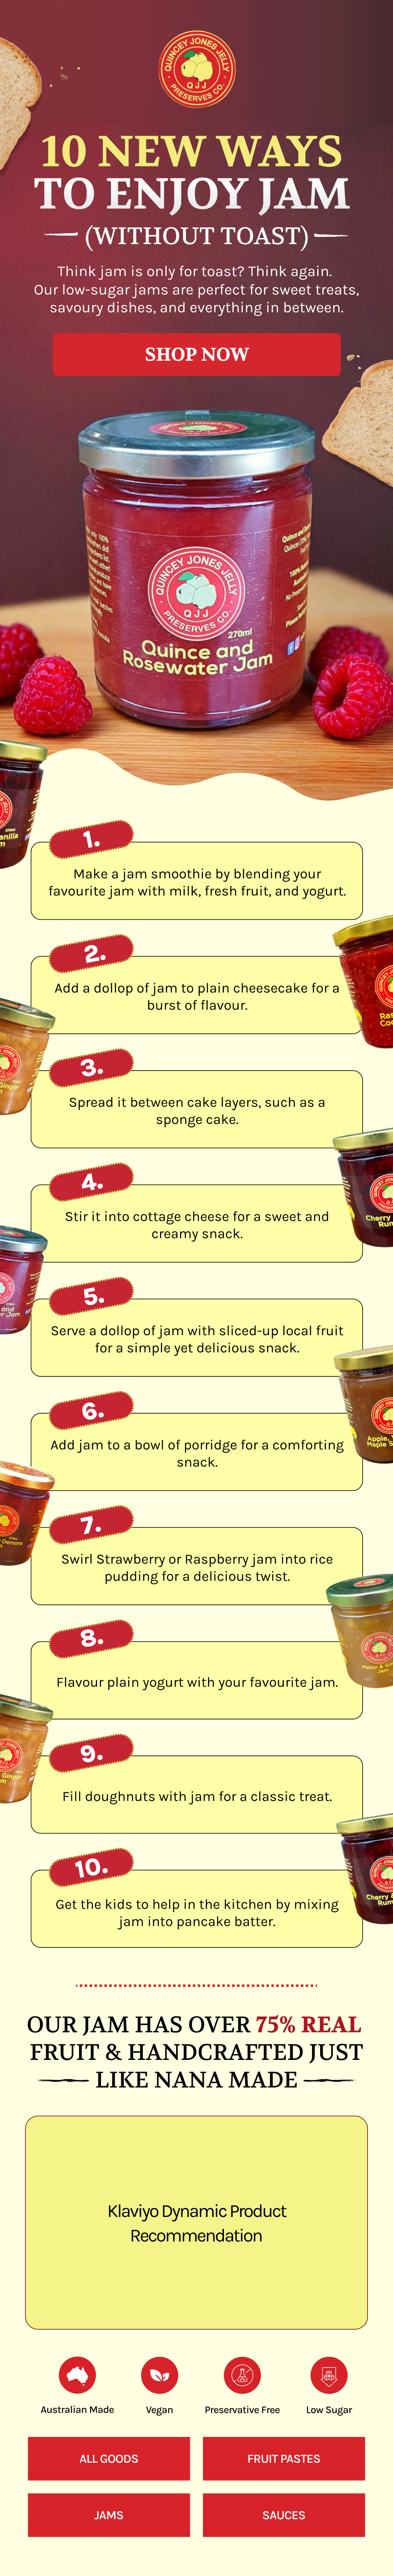 QUINCEY JONES JELLY
QJJ
PRESERVES CO.
10 NEW WAYS
TO ENJOY JAM
(WITHOUT TOAST)
Think jam is only for toast? Think again.
Our low-sugar jams are perfect for sweet treats,
savoury dishes, and everything in between.
SHOP NOW
QUINCEY JONES JELLY
QJJ
PRESERVES CO.
270ml
Quince and
Rosewater Jam
1.
Make a jam smoothie by blending your
favourite jam with milk, fresh fruit, and yogurt.
2.
Add a dollop of jam to plain cheesecake for a
burst of flavour.
3.
Spread it between cake layers, such as a
sponge cake.
4.
Stir it into cottage cheese for a sweet and
creamy snack.
Cherry
Rum
5.
Serve a dollop of jam with sliced-up local fruit
for a simple yet delicious snack.
6.
Add jam to a bowl of porridge for a comforting
snack.
Apple,
Maple S
7.
Swirl Strawberry or Raspberry jam into rice
pudding for a delicious twist.
8.
Flavour plain yogurt with your favourite jam.
9.
Fill doughnuts with jam for a classic treat.
10.
Get the kids to help in the kitchen by mixing
jam into pancake batter.
Cherry
Rum
OUR JAM HAS OVER 75% REAL
FRUIT & HANDCRAFTED JUST
LIKE NANA MADE
Klaviyo Dynamic Product
Recommendation
Australian Made
Vegan
Preservative Free
Low Sugar
ALL GOODS
FRUIT PASTES
JAMS
SAUCES